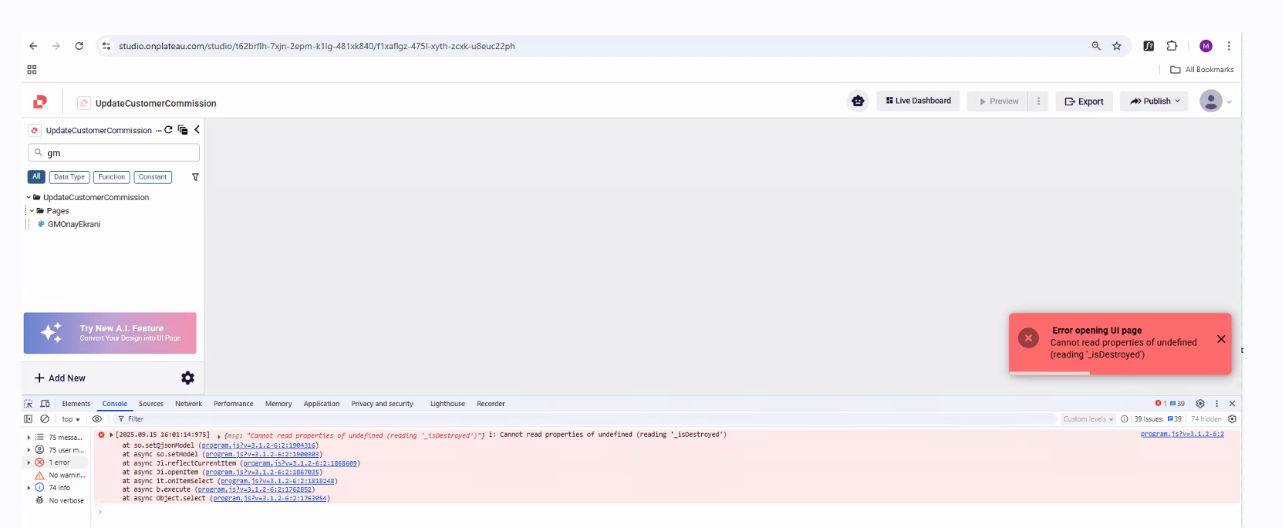 studio.onplateau.com/studio/t62brflh-7xjn-2epm-k1lg-481xk840/f1xaflgz-475l-xyth-zcxk-u8euc22ph
M
All Bookmarks
UpdateCustomerCommission
Live Dashboard
Preview
Export
Publish
UpdateCustomerCommission ...
gm
All
Data Type
Function
Constant
UpdateCustomerCommission
Pages
GMOnayEkrani
Try New A.I. Feature
Convert Your Design into UI Page
+ Add New
Error opening UI page
Cannot read properties of undefined
(reading '_isDestroyed')
Elements
Console
Sources
Network
Performance
Memory
Application
Privacy and security
Lighthouse
Recorder
1
39
top
Filter
Custom levels
39 Issues:
39
74 hidden
75 messa...
75 user m...
1 error
No warnin...
74 info
No verbose
[2025.09.15 16:01:14:975] {msg: "Cannot read properties of undefined (reading '_isDestroyed')"} i: Cannot read properties of undefined (reading '_isDestroyed')
program.js?v=3.1.2-6:2
at so.setQjsonModel (program.js?v=3.1.2-6:2:1904316)
at async so.setModel (program.js?v=3.1.2-6:2:1900303)
at async Ji.reflectCurrentItem (program.js?v=3.1.2-6:2:1868609)
at async Ji.openItem (program.js?v=3.1.2-6:2:1867035)
at async it.onItemSelect (program.js?v=3.1.2-6:2:1818248)
at async b.execute (program.js?v=3.1.2-6:2:1762852)
at async Object.select (program.js?v=3.1.2-6:2:1763864)